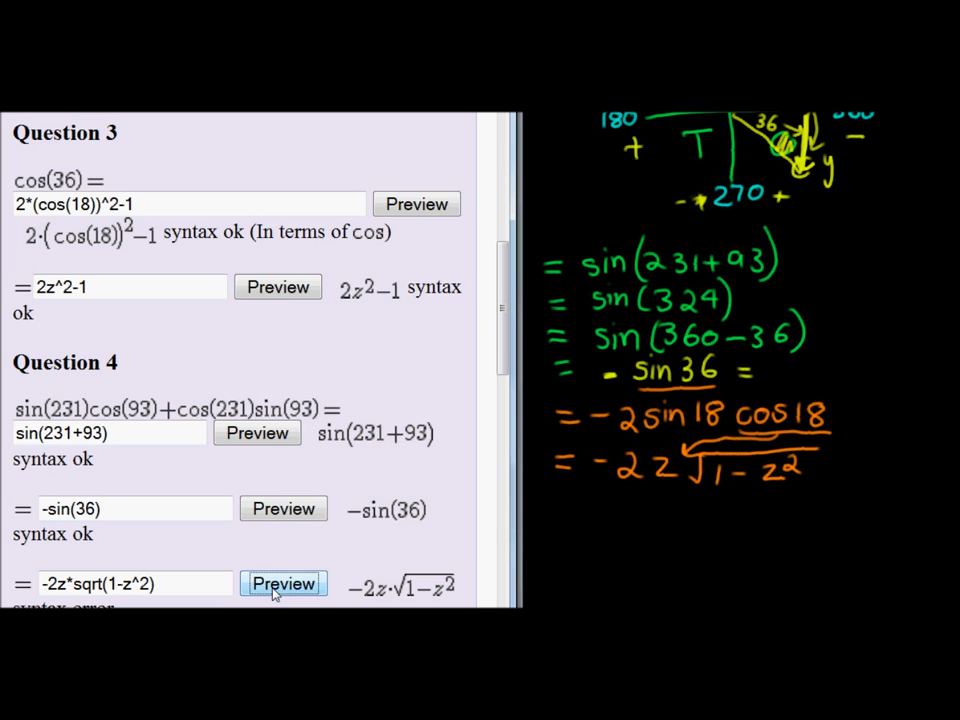 Question 3
cos(36) =
2*(cos(18))^2-1 Preview
2·(cos(18))²−1 syntax ok (In terms of cos)
= 2z^2-1 Preview 2z²−1 syntax
ok
Question 4
sin(231)cos(93)+cos(231)sin(93) =
sin(231+93) Preview sin(231+93)
syntax ok
= -sin(36) Preview −sin(36)
syntax ok
= -2z*sqrt(1-z^2) Preview −2z·√1−z²
syntax error
180 36
+ T y −
- + 270 +
= sin(231+93)
= sin(324)
= sin(360−36)
= - sin 36 =
= -2 sin 18 cos 18
= -2 z √1 - z²